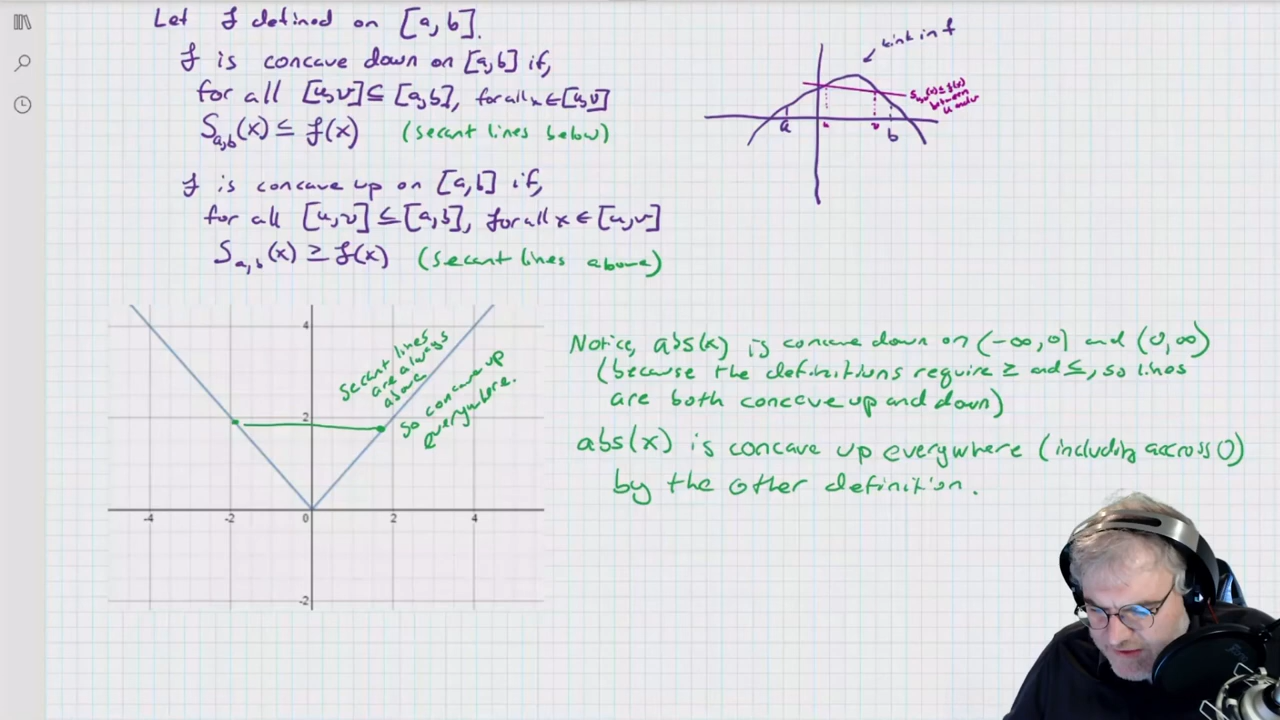 Let f defined on [a, b].
f is concave down on [a,b] if,
for all [u,v] ⊆ [a,b], for all x ∈ [u,v]
S_{a,b}(x) ≤ f(x) (secant lines below)
f is concave up on [a,b] if,
for all [u,v] ⊆ [a,b], for all x ∈ [u,v]
S_{a,b}(x) ≥ f(x) (secant lines above)
kink in f
S_{u,v}(x) ≤ f(x)
between
u and v
a
u
v
b
Secant lines
are always
above
so concave up
everywhere.
4
2
-4
-2
0
2
4
-2
Notice, abs(x) is concave down on (-∞,0) and (0,∞)
(because the definitions require ≥ and ≤, so lines
are both concave up and down)
abs(x) is concave up everywhere (including accross 0)
by the other definition.